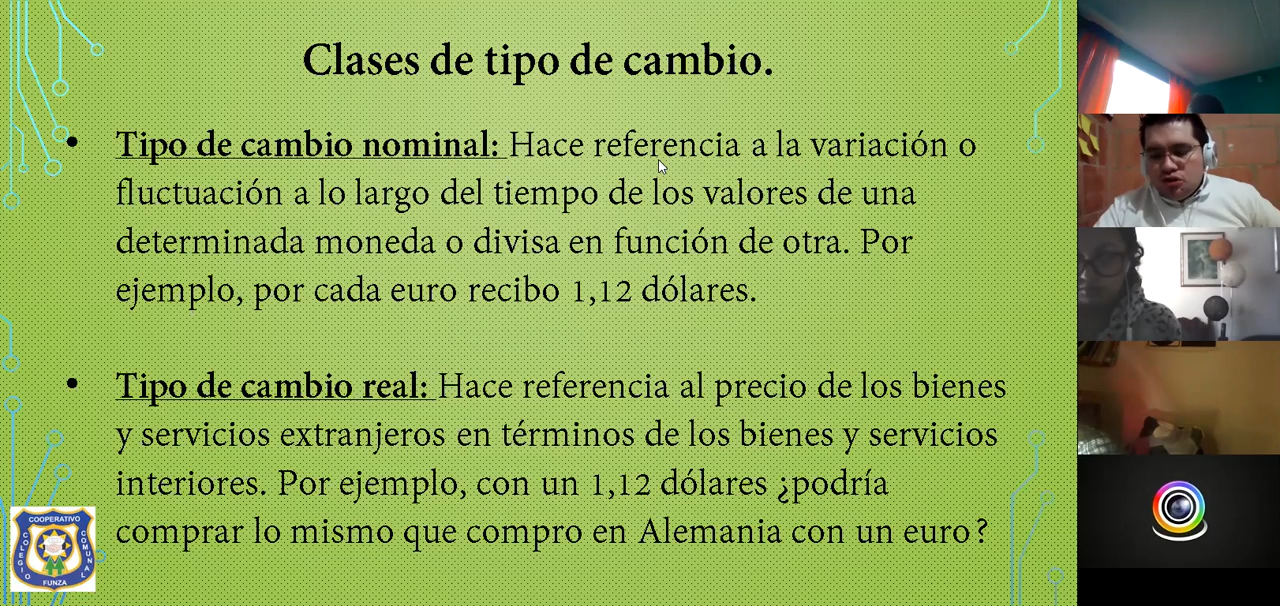 Clases de tipo de cambio.
• Tipo de cambio nominal: Hace referencia a la variación o
fluctuación a lo largo del tiempo de los valores de una
determinada moneda o divisa en función de otra. Por
ejemplo, por cada euro recibo 1,12 dólares.
• Tipo de cambio real: Hace referencia al precio de los bienes
y servicios extranjeros en términos de los bienes y servicios
interiores. Por ejemplo, con un 1,12 dólares ¿podría
comprar lo mismo que compro en Alemania con un euro?
COOPERATIVO
COLEGIO
COMUNAL
FUNZA